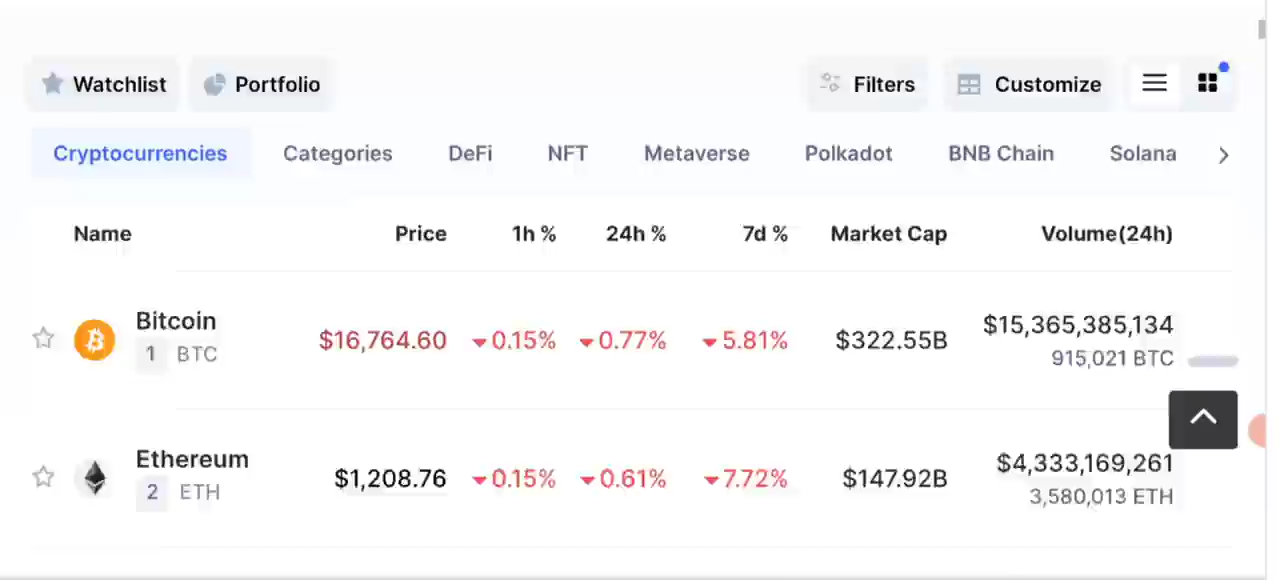 Watchlist Portfolio Filters Customize
Cryptocurrencies Categories DeFi NFT Metaverse Polkadot BNB Chain Solana
Name Price 1h % 24h % 7d % Market Cap Volume(24h)
Bitcoin
1 BTC
$16,764.60 0.15% 0.77% 5.81% $322.55B
$15,365,385,134
915,021 BTC
Ethereum
2 ETH
$1,208.76 0.15% 0.61% 7.72% $147.92B
$4,333,169,261
3,580,013 ETH